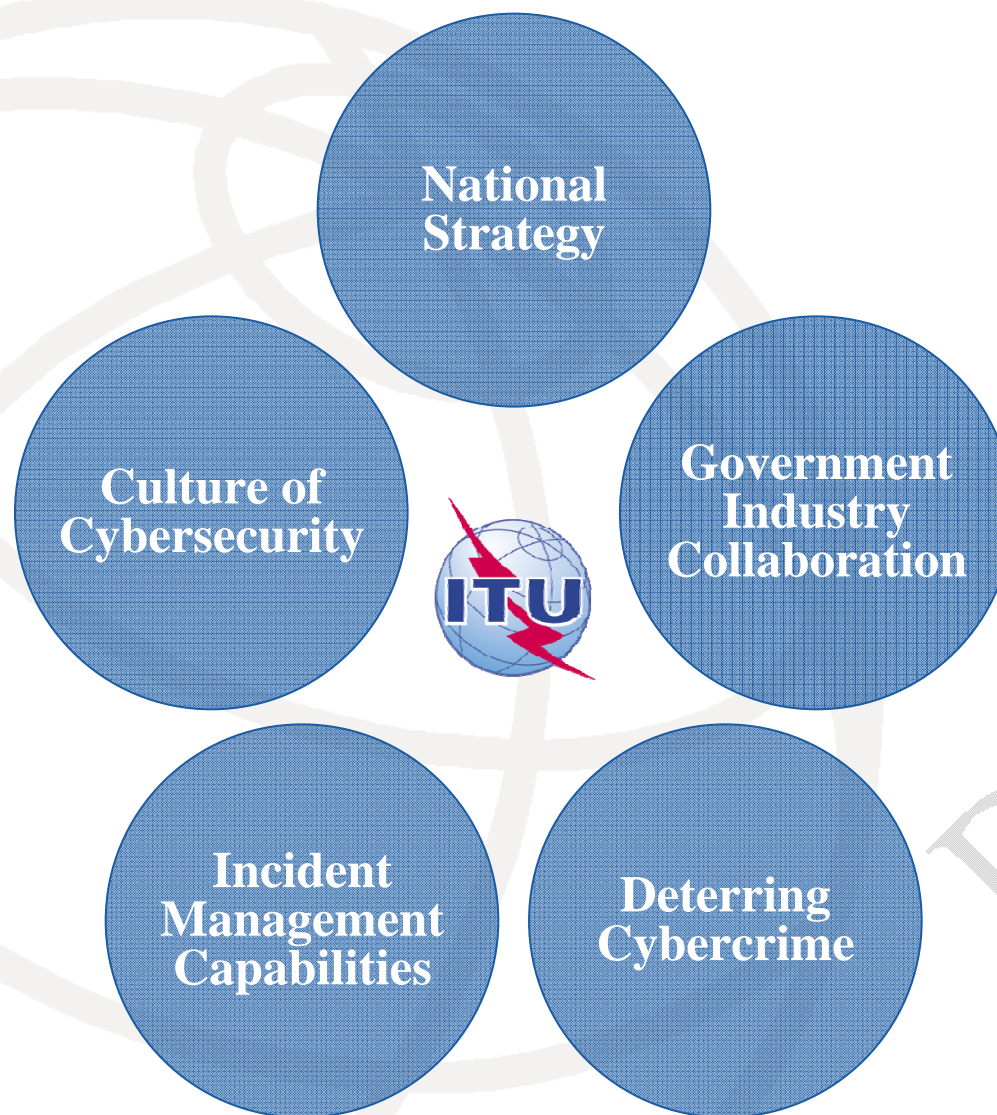 National
Strategy
Government
Industry
Collaboration
Culture of
Cybersecurity
ITU
Incident
Management
Capabilities
Deterring
Cybercrime